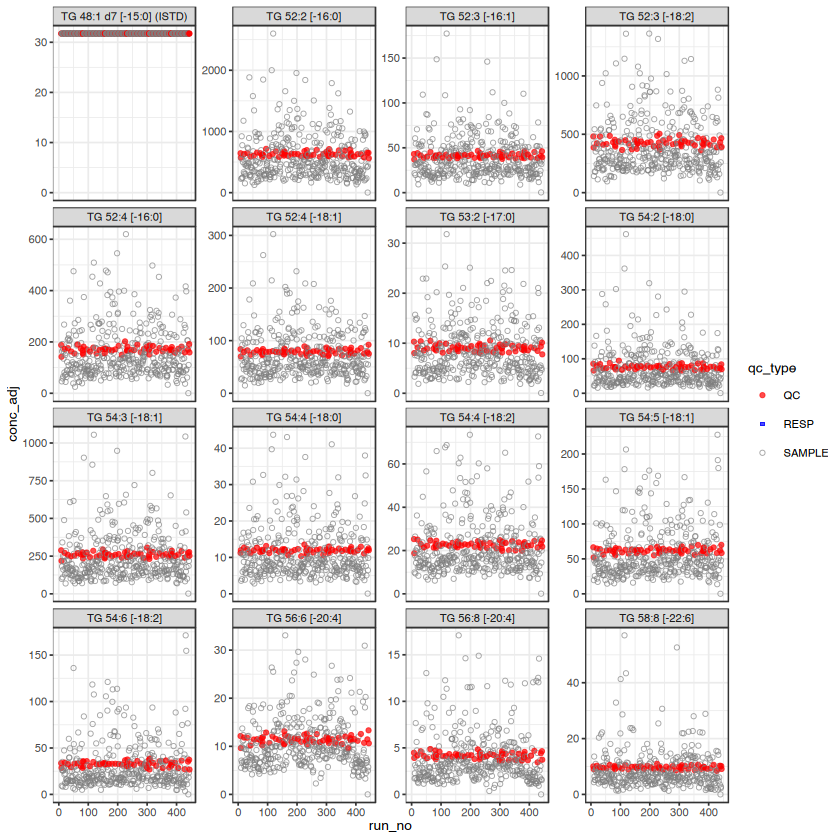 TG 48:1 d7 [-15:0] (ISTD)
TG 52:2 [-16:0]
TG 52:3 [-16:1]
TG 52:3 [-18:2]
30
20
10
0
2000
1000
0
150
100
50
0
1000
500
0
TG 52:4 [-16:0]
TG 52:4 [-18:1]
TG 53:2 [-17:0]
TG 54:2 [-18:0]
600
400
200
0
300
200
100
0
30
20
10
0
400
300
200
100
0
TG 54:3 [-18:1]
TG 54:4 [-18:0]
TG 54:4 [-18:2]
TG 54:5 [-18:1]
1000
750
500
250
0
40
30
20
10
0
60
40
20
0
200
150
100
50
0
TG 54:6 [-18:2]
TG 56:6 [-20:4]
TG 56:8 [-20:4]
TG 58:8 [-22:6]
150
100
50
0
30
20
10
0
15
10
5
0
40
20
0
0 100 200 300 400
0 100 200 300 400
0 100 200 300 400
0 100 200 300 400
run_no
conc_adj
qc_type
QC
RESP
SAMPLE